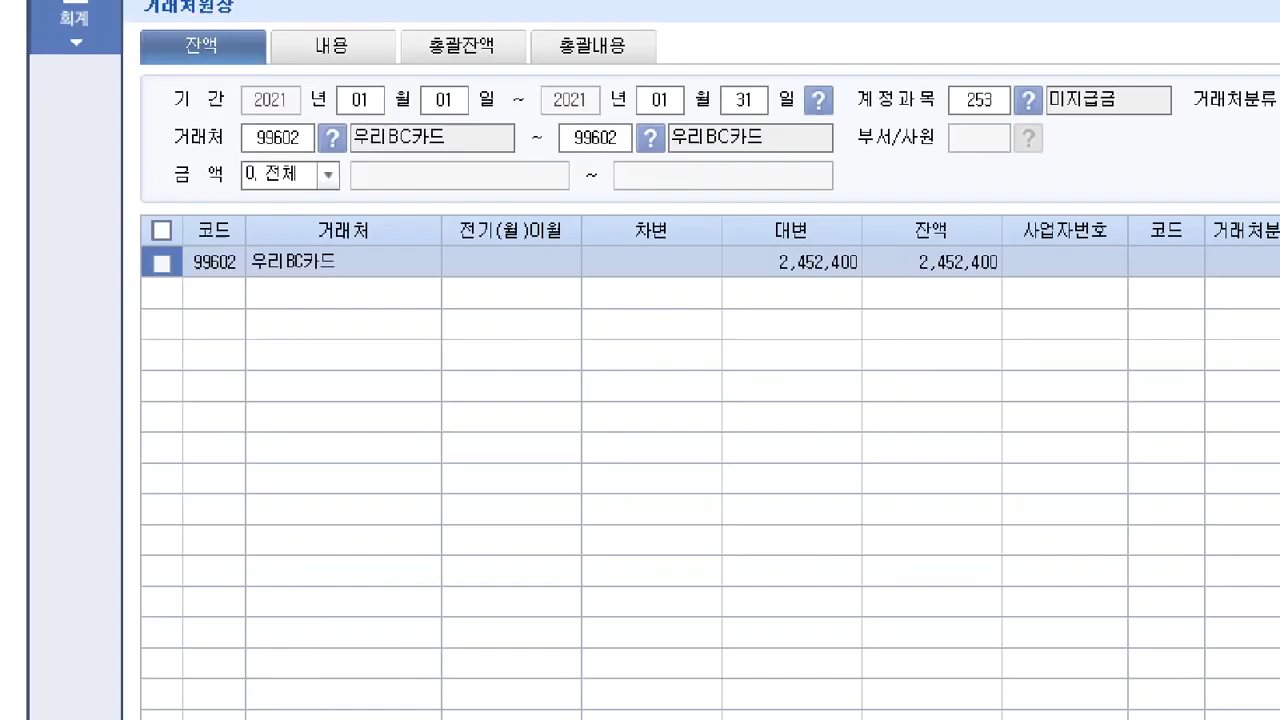 거래처원장
회계
잔액 내용 총괄잔액 총괄내용
기 간 2021 년 01 월 01 일 ~ 2021 년 01 월 31 일 ? 계정과목 253 ? 미지급금 거래처분류
거래처 99602 ? 우리BC카드 ~ 99602 ? 우리BC카드 부서/사원 ?
금 액 0. 전체 ~
코드 거래처 전기(월)이월 차변 대변 잔액 사업자번호 코드 거래처분
99602 우리BC카드 2,452,400 2,452,400